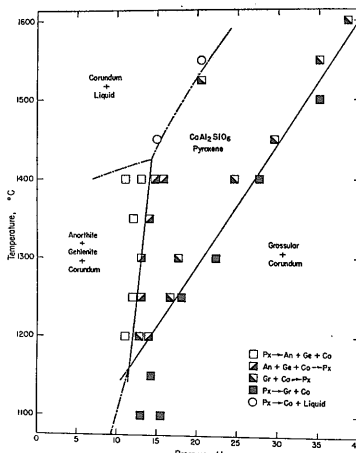 1600
1500
1400
1300
1200
1100
Temperature, °C
Corundum
+
Liquid
CaAl2SiO6
Pyroxene
Anorthite
+
Gehlenite
+
Corundum
Grossular
+
Corundum
Px→An + Ge + Co
An + Ge + Co→Px
Gr + Co→Px
Px→Gr + Co
Px→Co + Liquid
0 5 10 15 20 25 30 35